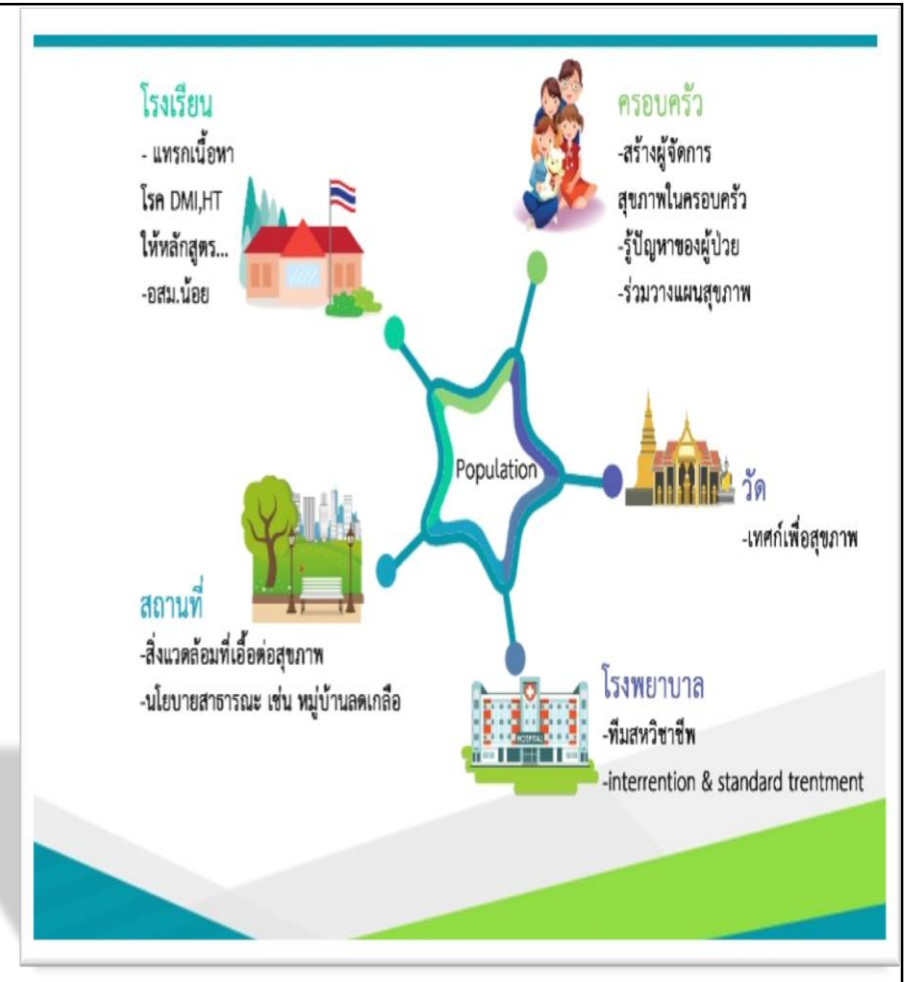 โรงเรียน
- แทรกเนื้อหา
โรค DMI,HT
ให้หลักสูตร...
-อสม.น้อย
ครอบครัว
-สร้างผู้จัดการ
สุขภาพในครอบครัว
-รู้ปัญหาของผู้ป่วย
-ร่วมวางแผนสุขภาพ
Population
วัด
-เทศก์เพื่อสุขภาพ
สถานที่
-สิ่งแวดล้อมที่เอื้อต่อสุขภาพ
-นโยบายสาธารณะ เช่น หมู่บ้านลดเกลือ
HOSPITAL
โรงพยาบาล
-ทีมสหวิชาชีพ
-interrention & standard trentment